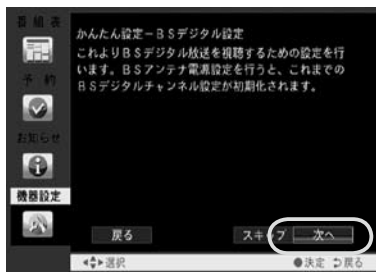 番組表
予約
お知らせ
機器設定
かんたん設定－ＢＳデジタル設定
これよりＢＳデジタル放送を視聴するための設定を行
います。ＢＳアンテナ電源設定を行うと、これまでの
ＢＳデジタルチャンネル設定が初期化されます。
戻る
スキップ
次へ
選択
決定 戻る